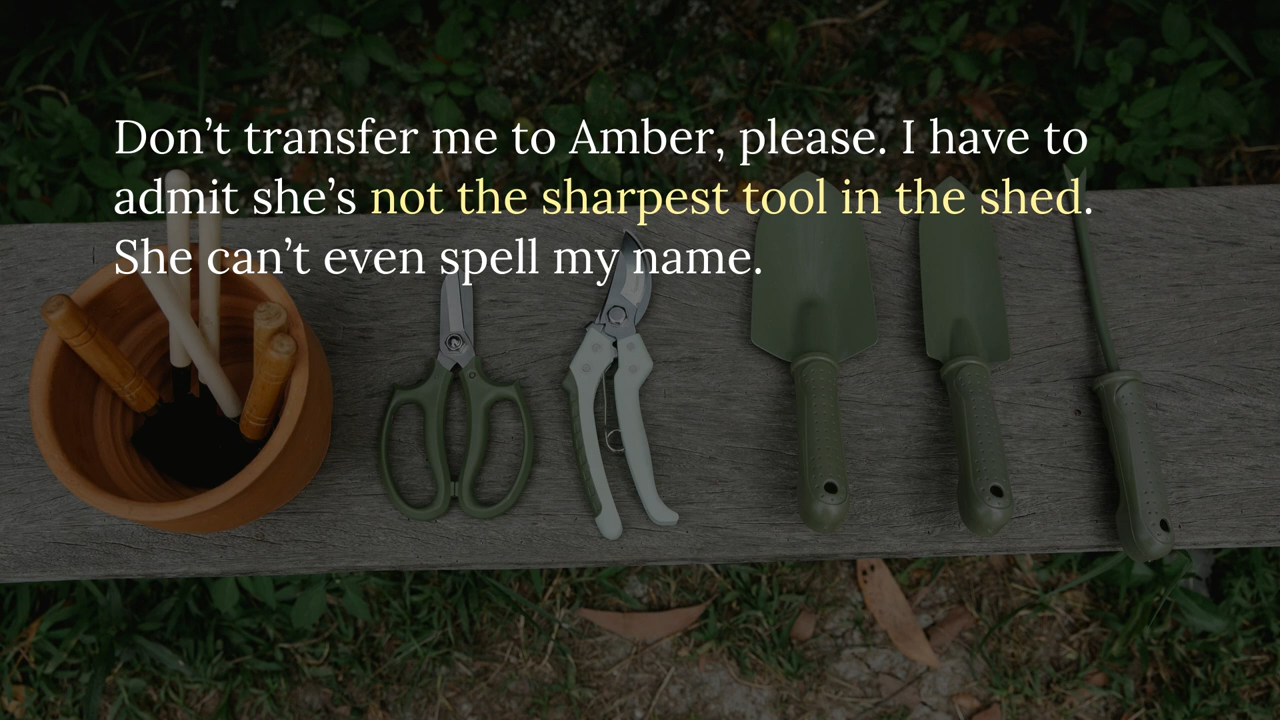 Don’t transfer me to Amber, please. I have to
admit she’s not the sharpest tool in the shed.
She can’t even spell my name.